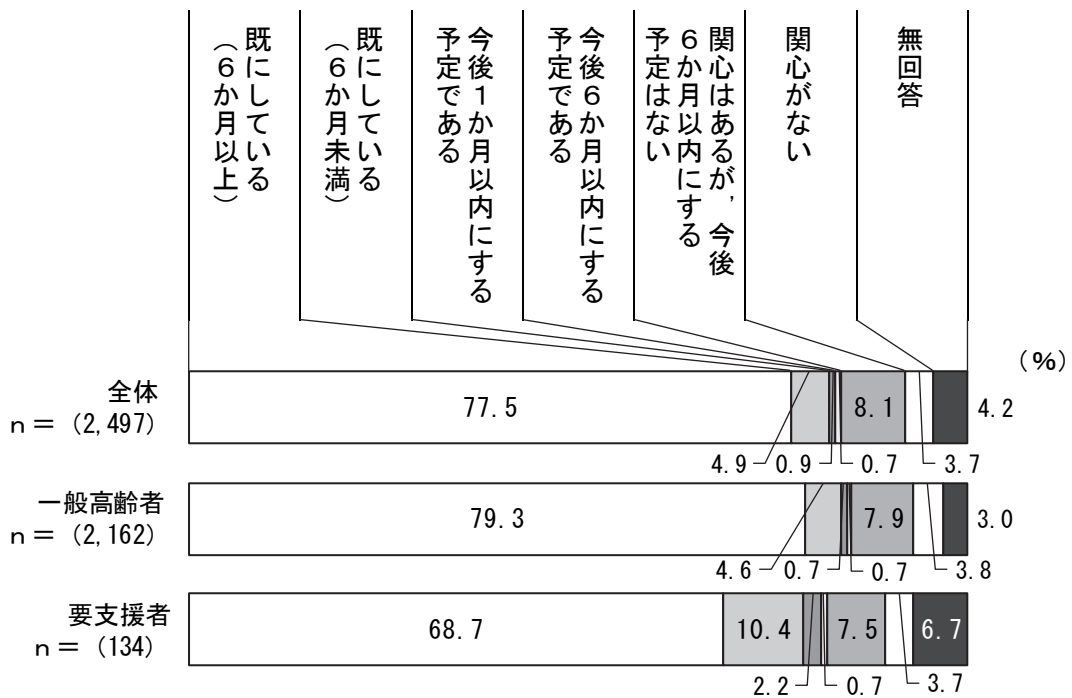 既にしている
（６か月以上）
既にしている
（６か月未満）
今後１か月以内にする
予定である
今後６か月以内にする
予定である
関心はあるが，今後
６か月以内にする
予定はない
関心がない
無回答
（％）
全体
ｎ＝（2,497）
77.5
8.1
4.2
4.9
0.9
0.7
3.7
一般高齢者
ｎ＝（2,162）
79.3
7.9
3.0
4.6
0.7
0.7
3.8
要支援者
ｎ＝（134）
68.7
10.4
7.5
6.7
2.2
0.7
3.7